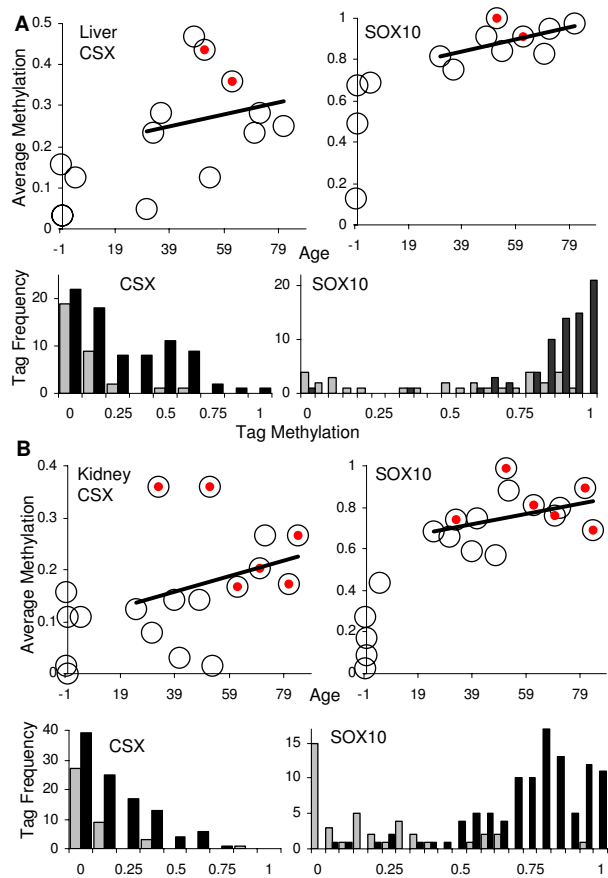 A
Liver
CSX
SOX10
Average Methylation
0.5
0.4
0.3
0.2
0.1
0
-1 19 39 59 79
1
0.8
0.6
0.4
0.2
0
-1 19 39 59 79
Age
CSX
SOX10
Tag Frequency
20
10
0
0 0.25 0.5 0.75 1
20
10
0
0 0.25 0.5 0.75 1
Tag Methylation
B
Kidney
CSX
SOX10
Average Methylation
0.4
0.3
0.2
0.1
0
-1 19 39 59 79
1
0.8
0.6
0.4
0.2
0
-1 19 39 59 79
Age
CSX
SOX10
Tag Frequency
40
30
20
10
0
0 0.25 0.5 0.75 1
15
10
5
0
0 0.25 0.5 0.75 1